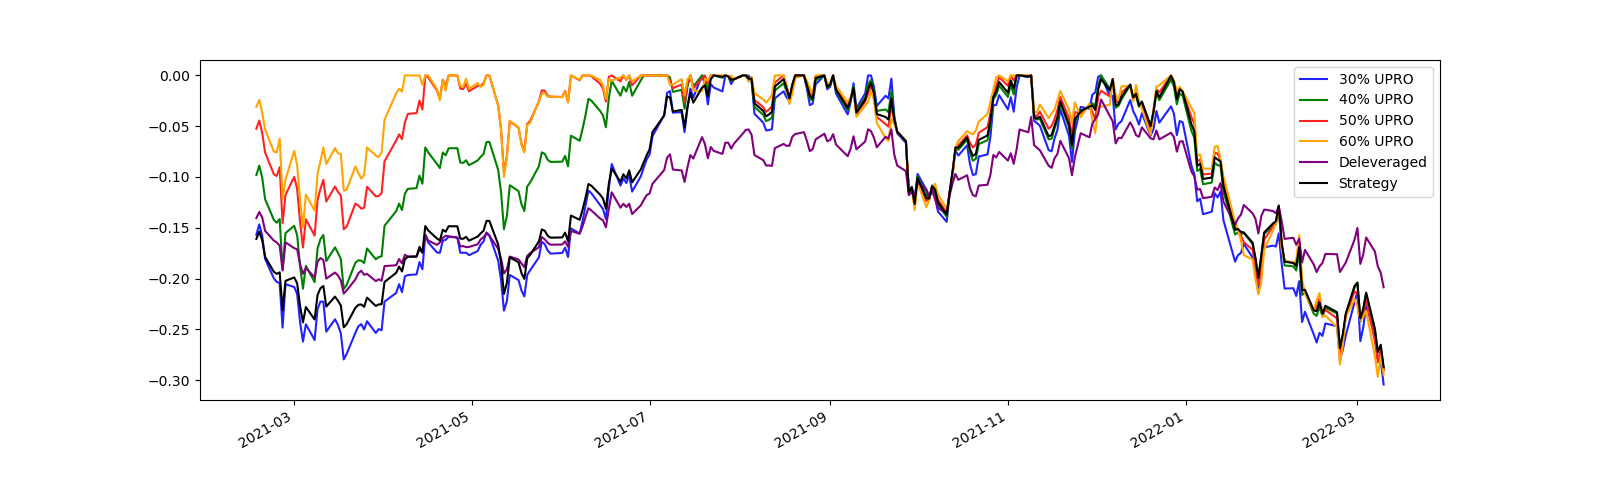 0.00
−0.05
−0.10
−0.15
−0.20
−0.25
−0.30
2021-03
2021-05
2021-07
2021-09
2021-11
2022-01
2022-03
30% UPRO
40% UPRO
50% UPRO
60% UPRO
Deleveraged
Strategy